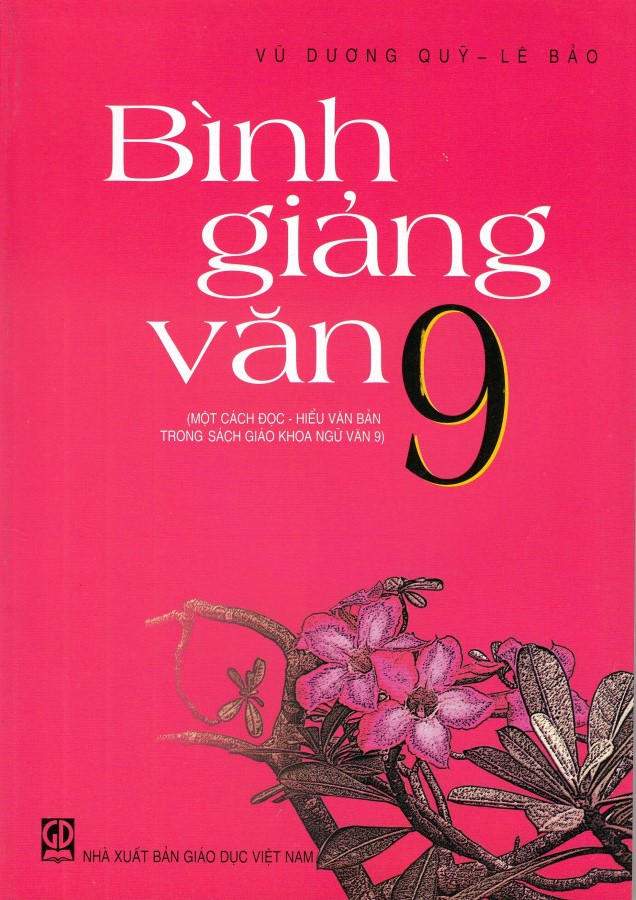 VŨ DƯƠNG QUỸ – LÊ BẢO
Bình
giảng
văn 9
(MỘT CÁCH ĐỌC - HIỂU VĂN BẢN
TRONG SÁCH GIÁO KHOA NGỮ VĂN 9)
GD
NHÀ XUẤT BẢN GIÁO DỤC VIỆT NAM